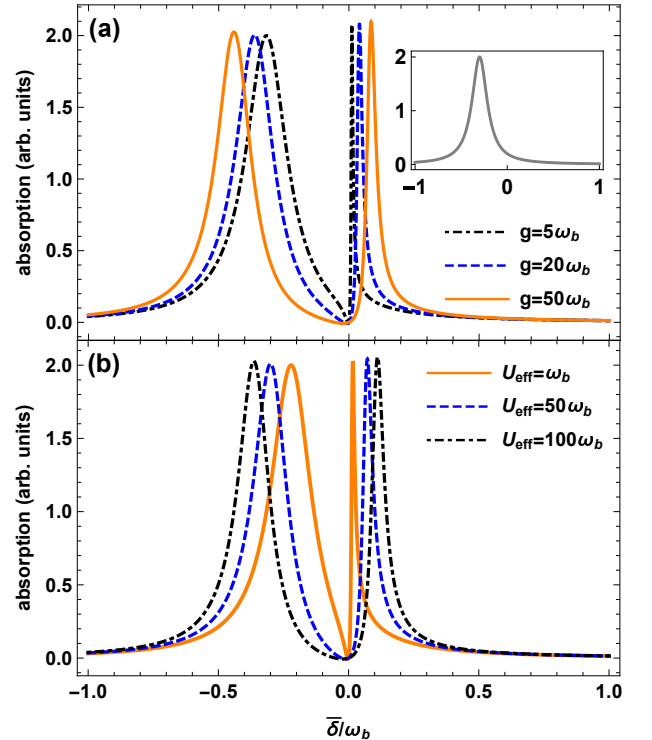 (a)
absorption (arb. units)
2.0
1.5
1.0
0.5
0.0
2
1
0
−1 0 1
g=5ω_b
g=20ω_b
g=50ω_b
(b)
absorption (arb. units)
2.0
1.5
1.0
0.5
0.0
U_eff=ω_b
U_eff=50ω_b
U_eff=100ω_b
−1.0 −0.5 0.0 0.5 1.0
δ̅/ω_b